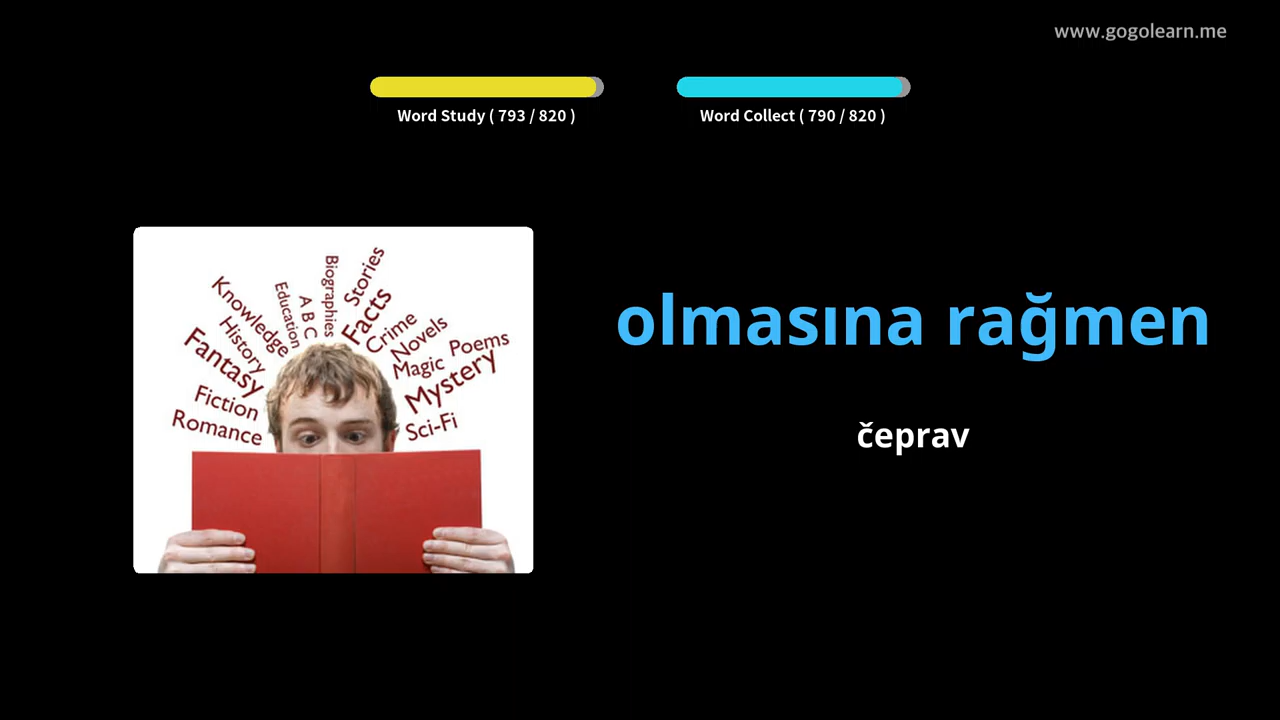 www.gogolearn.me
Word Study ( 793 / 820 )
Word Collect ( 790 / 820 )
olmasına rağmen
čeprav
Knowledge
History
Fantasy
Fiction
Romance
Education
A B C
Biographies
Stories
Facts
Crime
Novels
Magic
Poems
Mystery
Sci-Fi